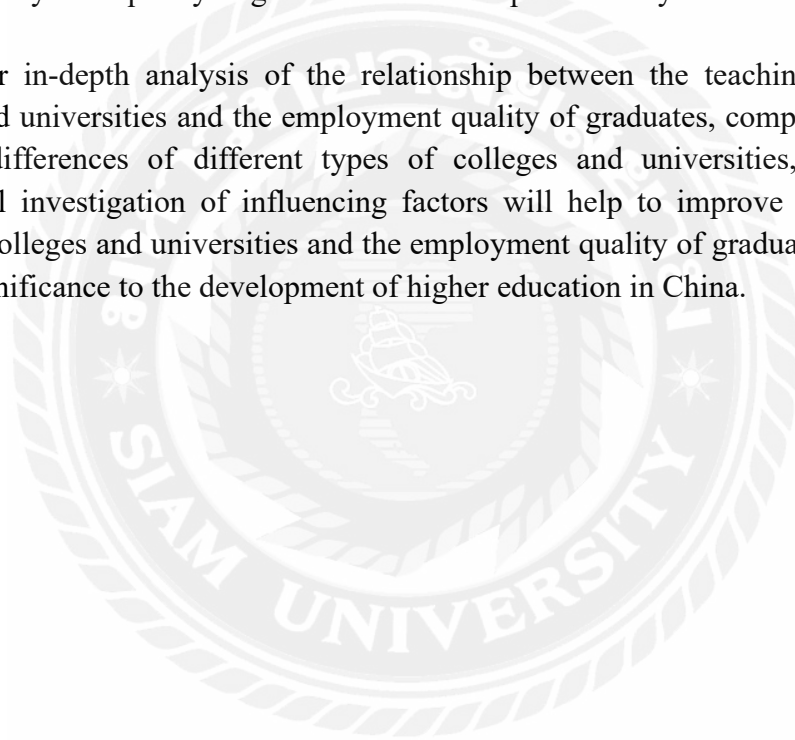 r in-depth analysis of the relationship between the teachin
d universities and the employment quality of graduates, comp
differences of different types of colleges and universities,
l investigation of influencing factors will help to improve
olleges and universities and the employment quality of gradua
nificance to the development of higher education in China.
SIAM UNIVERSITY